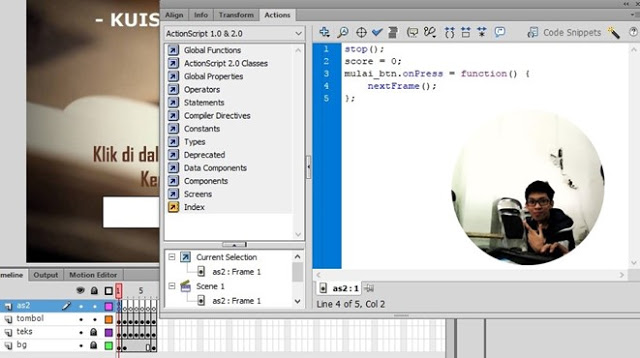 - KUIS
Align Info Transform Actions
ActionScript 1.0 & 2.0
Global Functions
ActionScript 2.0 Classes
Global Properties
Operators
Statements
Compiler Directives
Constants
Types
Deprecated
Data Components
Components
Screens
Index
Code Snippets
1 stop();
2 score = 0;
3 mulai_btn.onPress = function() {
4 nextFrame();
5 };
Klik di dal
Ke
Current Selection
as2 : Frame 1
Scene 1
as2 : Frame 1
as2 : 1
Line 4 of 5, Col 2
imeline Output Motion Editor
1 5
as2
tombol
teks
bg